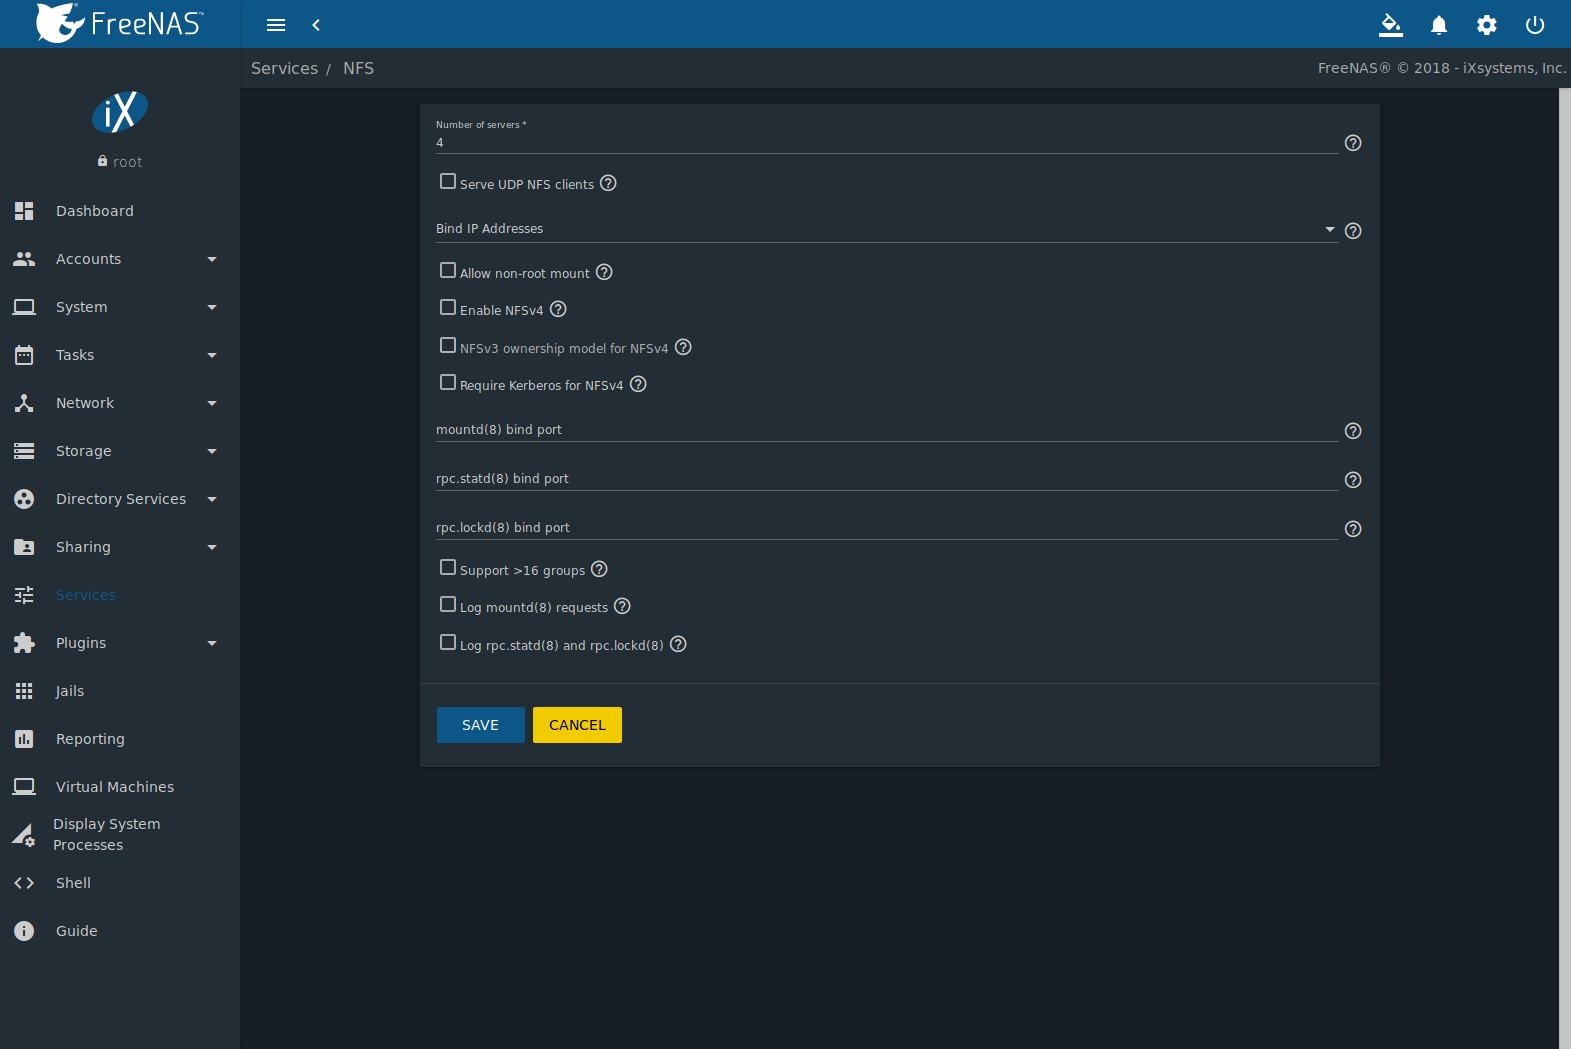 FreeNAS™
Services / NFS
FreeNAS® © 2018 - iXsystems, Inc.
iX
root
Dashboard
Accounts
System
Tasks
Network
Storage
Directory Services
Sharing
Services
Plugins
Jails
Reporting
Virtual Machines
Display System
Processes
Shell
Guide
Number of servers *
4
Serve UDP NFS clients
Bind IP Addresses
Allow non-root mount
Enable NFSv4
NFSv3 ownership model for NFSv4
Require Kerberos for NFSv4
mountd(8) bind port
rpc.statd(8) bind port
rpc.lockd(8) bind port
Support >16 groups
Log mountd(8) requests
Log rpc.statd(8) and rpc.lockd(8)
SAVE CANCEL